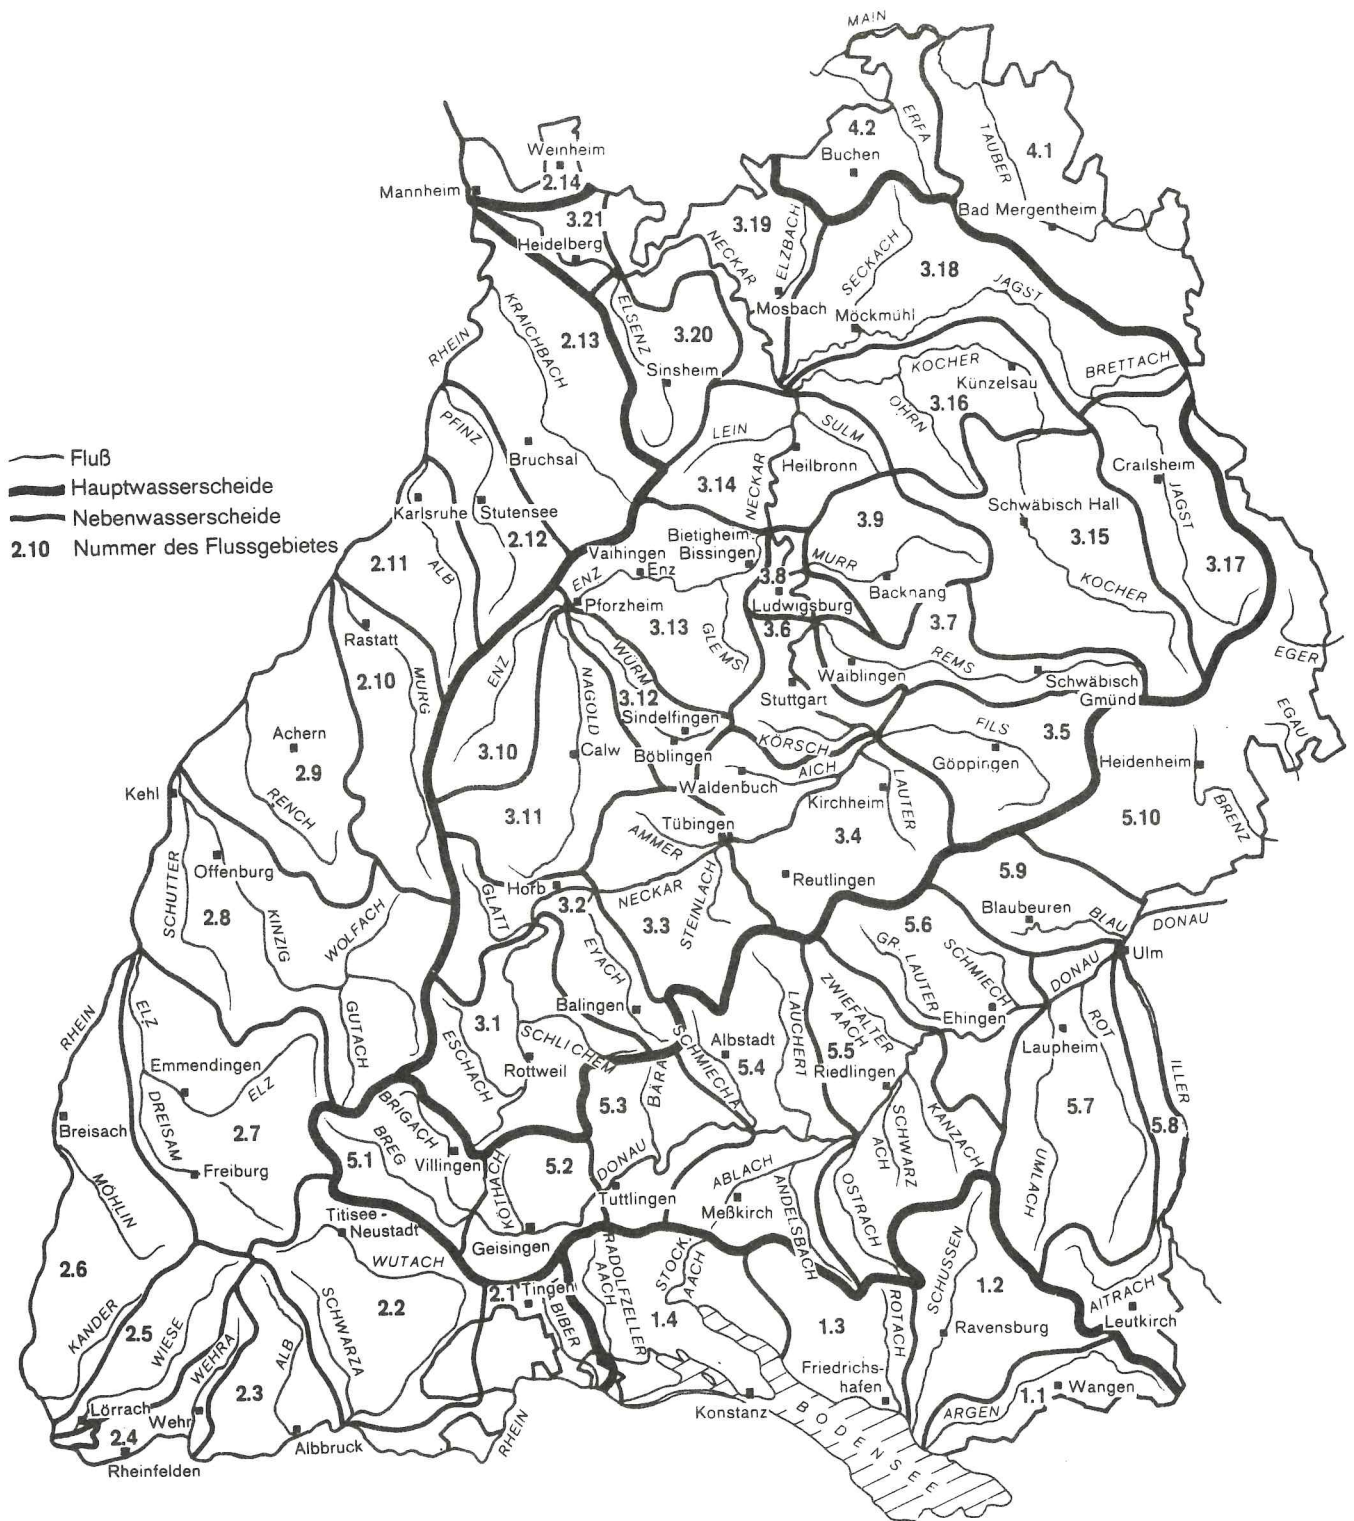 MAIN
ERFA
TAUBER
4.1
4.2
Buchen
Weinheim
2.14
Mannheim
3.21
Heidelberg
3.19
NECKAR
ELZBACH
Bad Mergentheim
SECKACH
3.18
JAGST
Mosbach
Möckmühl
RHEIN
KRAICHBACH
2.13
ELSENZ
3.20
Sinsheim
KOCHER
Künzelsau
BRETTACH
OHRN
3.16
PFINZ
LEIN
SULM
Bruchsal
Heilbronn
Crailsheim
3.14
NECKAR
JAGST
Fluß
Hauptwasserscheide
Nebenwasserscheide
2.10 Nummer des Flussgebietes
Karlsruhe
Stutensee
2.12
Schwäbisch Hall
3.9
3.15
2.11
ALB
Vaihingen
Enz
Bietigheim-
Bissingen
MURR
3.8
Backnang
KOCHER
3.17
ENZ
Pforzheim
Ludwigsburg
3.13
GLEMS
3.6
3.7
Rastatt
2.10
MURG
ENZ
NAGOLD
WÜRM
3.12
Waiblingen
REMS
Schwäbisch
Gmünd
EGER
Stuttgart
Sindelfingen
Böblingen
KÖRSCH
FILS
3.5
EGAU
Achern
2.9
3.10
Calw
AICH
Göppingen
Heidenheim
Waldenbuch
Kirchheim
LAUTER
Kehl
RENCH
3.11
Tübingen
AMMER
3.4
5.10
BRENZ
SCHUTTER
Offenburg
2.8
KINZIG
WOLFACH
GLATT
Horb
3.2
NECKAR
STEINLACH
3.3
Reutlingen
5.9
Blaubeuren
BLAU
DONAU
Ulm
5.6
GR. LAUTER
SCHMIECH
DONAU
EYACH
Balingen
RHEIN
ELZ
GUTACH
3.1
ESCHACH
SCHLICHEM
Rottweil
SCHMIECHA
Albstadt
5.4
LAUCHERT
ZWIEFALTER
AACH
5.5
Riedlingen
Ehingen
Laupheim
ROT
ILLER
Emmendingen
ELZ
DREISAM
2.7
Breisach
Freiburg
MÖHLIN
BRIGACH
BREG
5.1
Villingen
5.3
BÄRA
5.2
KÖTHACH
DONAU
Tuttlingen
ABLACH
Meßkirch
ANDELSBACH
OSTRACH
SCHWARZ
ACH
KANZACH
UMLACH
5.7
5.8
Titisee-
Neustadt
Geisingen
WUTACH
2.6
KANDER
2.5
WIESE
WEHRA
2.3
ALB
SCHWARZA
2.2
2.1
Tingen
BIBER
RADOLFZELLER
AACH
STOCK.
AACH
1.4
1.3
ROTACH
SCHUSSEN
1.2
Ravensburg
AITRACH
Leutkirch
Friedrichs-
hafen
ARGEN
1.1
Wangen
Konstanz
BODENSEE
Lörrach
Wehr
2.4
Rheinfelden
Albbruck
RHEIN